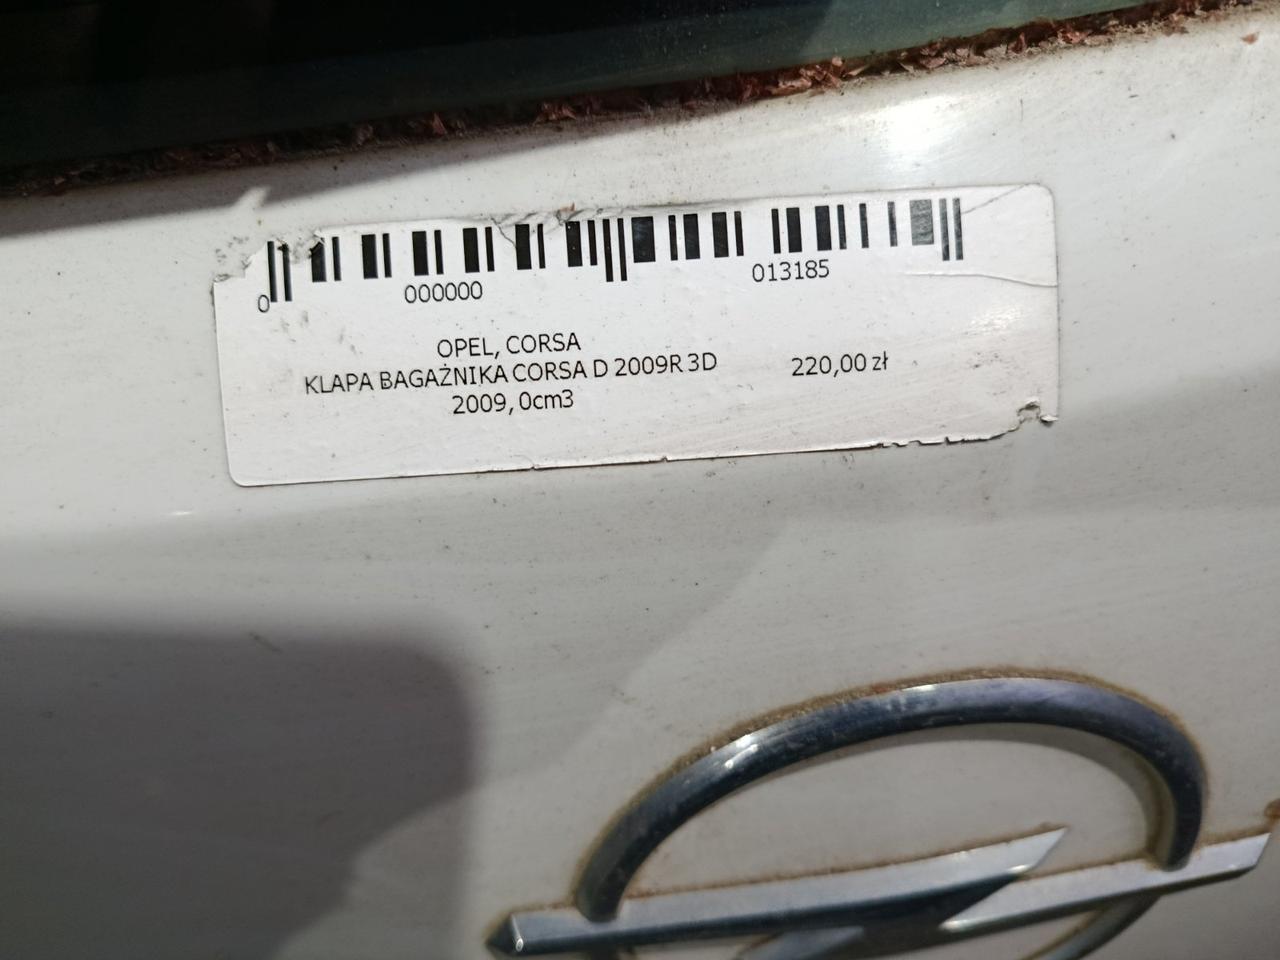 0 000000 013185
OPEL, CORSA
KLAPA BAGAŻNIKA CORSA D 2009R 3D 220,00 zł
2009, 0cm3